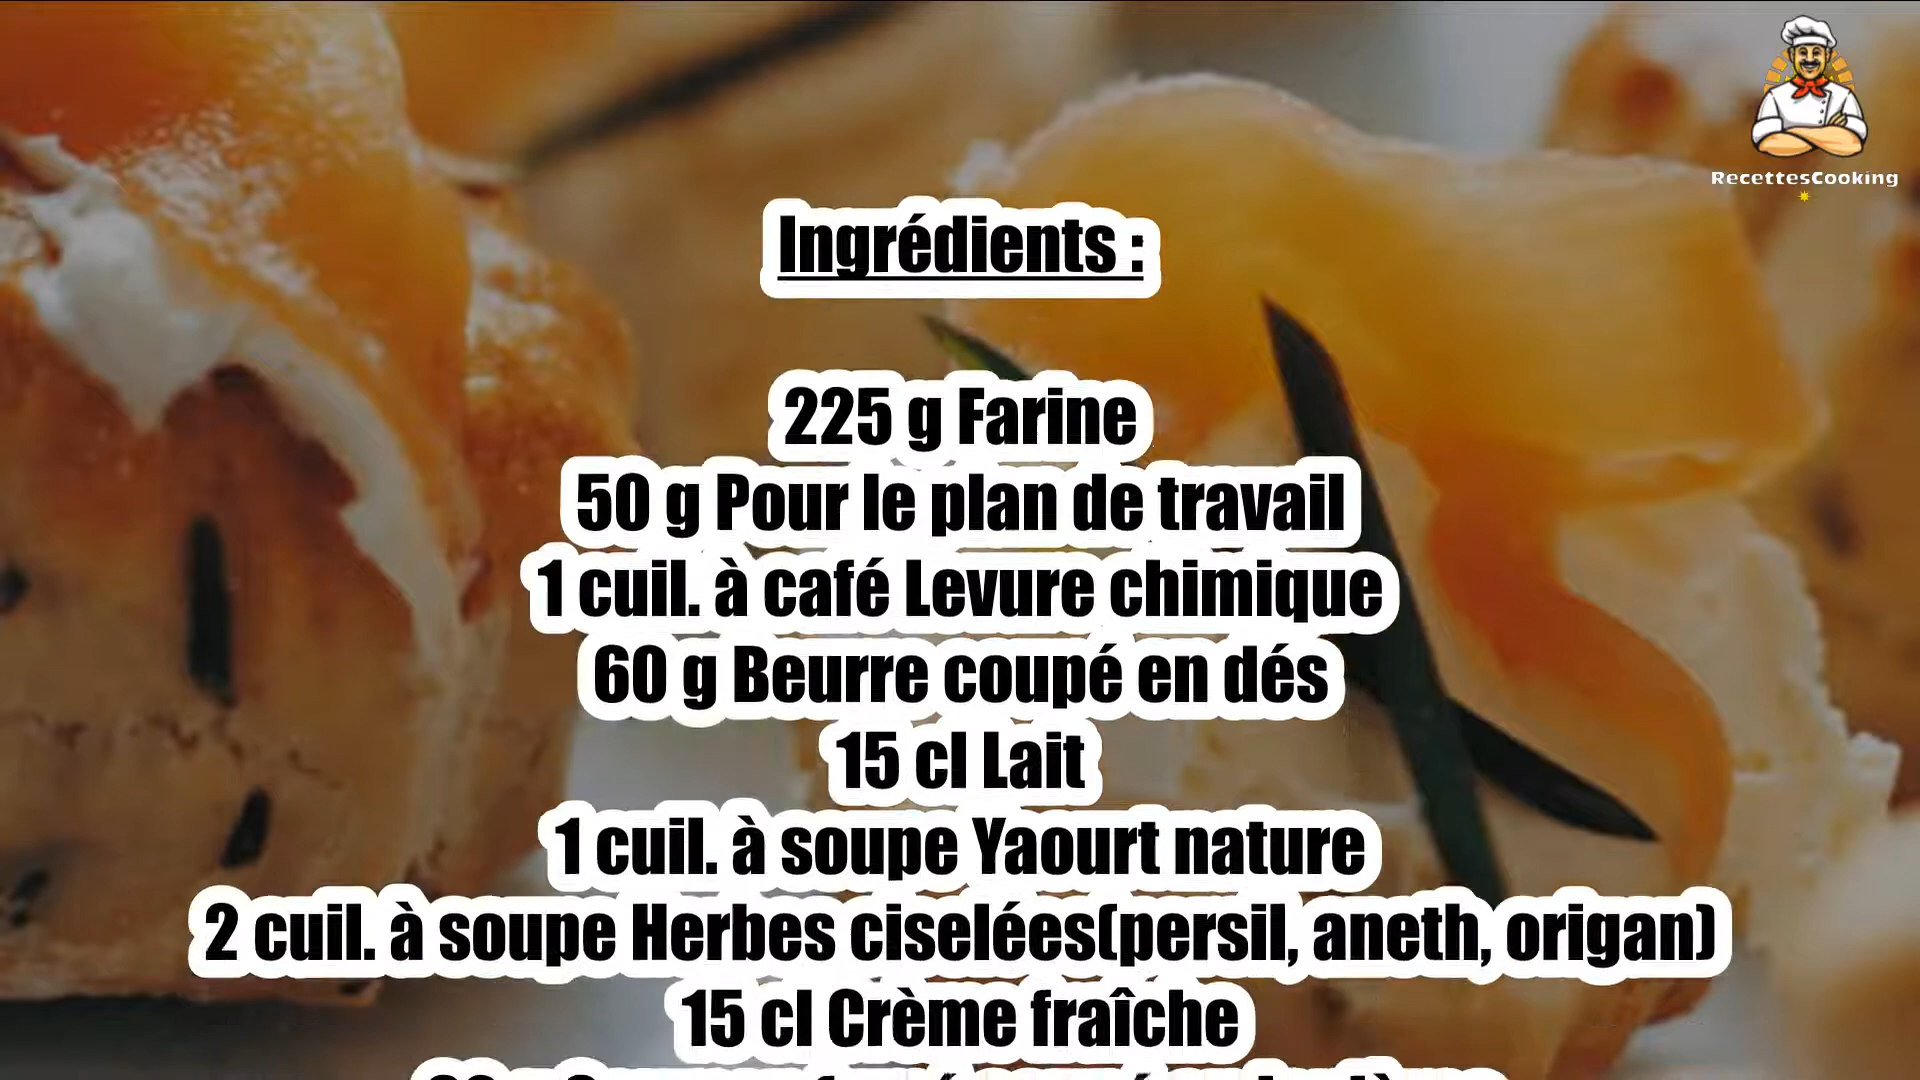 RecettesCooking
Ingrédients :
225 g Farine
50 g Pour le plan de travail
1 cuil. à café Levure chimique
60 g Beurre coupé en dés
15 cl Lait
1 cuil. à soupe Yaourt nature
2 cuil. à soupe Herbes ciselées(persil, aneth, origan)
15 cl Crème fraîche